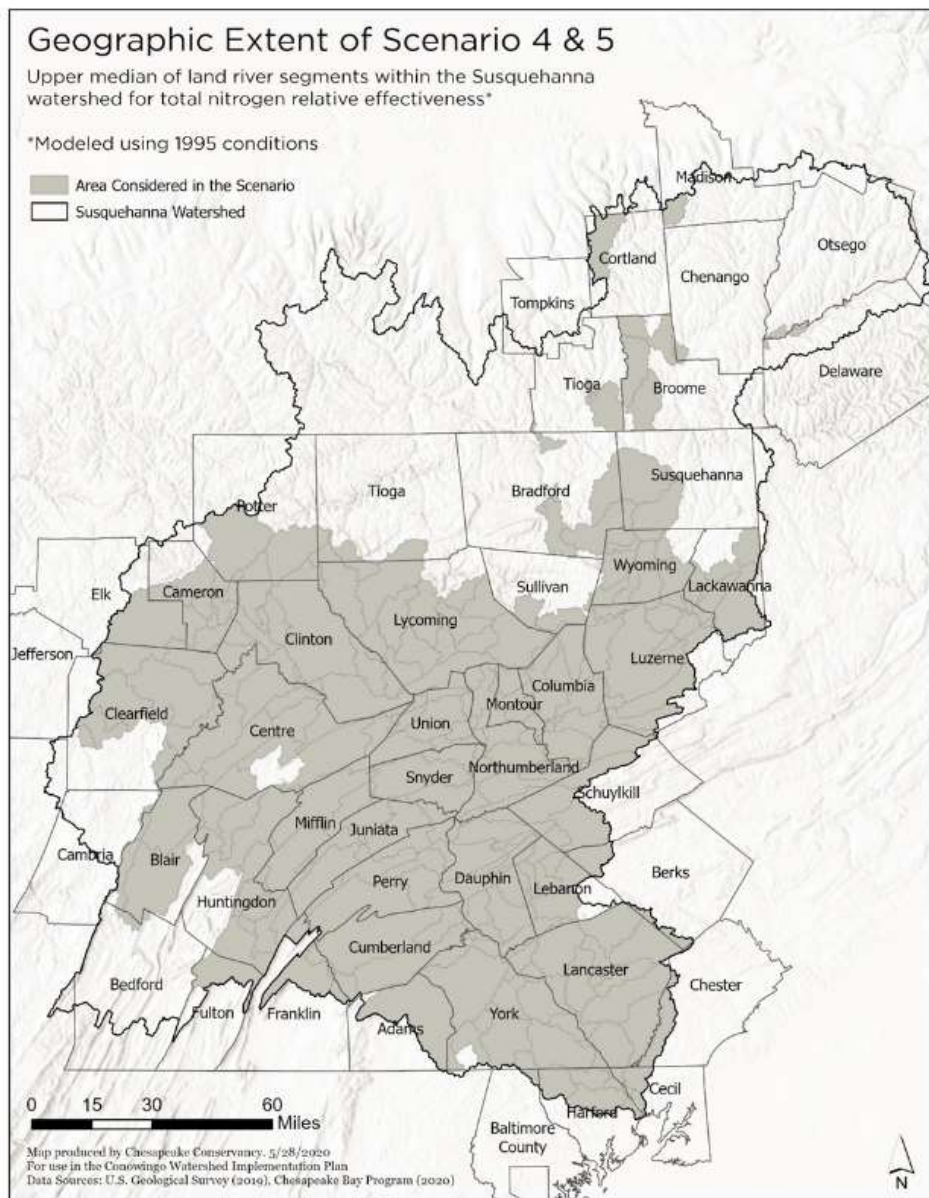 Geographic Extent of Scenario 4 & 5
Upper median of land river segments within the Susquehanna
watershed for total nitrogen relative effectiveness*
*Modeled using 1995 conditions
Area Considered in the Scenario
Susquehanna Watershed
Madison
Otsego
Cortland
Chenango
Tompkins
Delaware
Tioga
Broome
Susquehanna
Tioga
Bradford
Potter
Wyoming
Sullivan
Lackawanna
Elk
Cameron
Lycoming
Clinton
Jefferson
Luzerne
Columbia
Montour
Clearfield
Union
Centre
Northumberland
Snyder
Schuylkill
Mifflin
Juniata
Cambria
Blair
Berks
Perry
Dauphin
Lebanon
Huntingdon
Cumberland
Lancaster
Bedford
Chester
Fulton
Franklin
York
Adams
Cecil
Harford
Baltimore
County
0 15 30 60
Miles
Map produced by Chesapeake Conservancy. 5/28/2020
For use in the Conowingo Watershed Implementation Plan
Data Sources: U.S. Geological Survey (2019), Chesapeake Bay Program (2020)
N